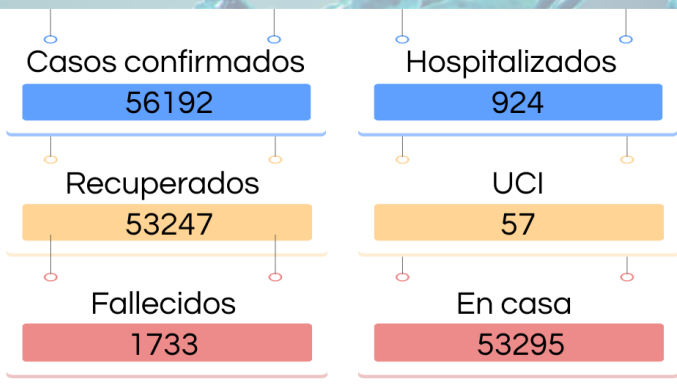 Casos confirmados
56192
Hospitalizados
924
Recuperados
53247
UCI
57
Fallecidos
1733
En casa
53295